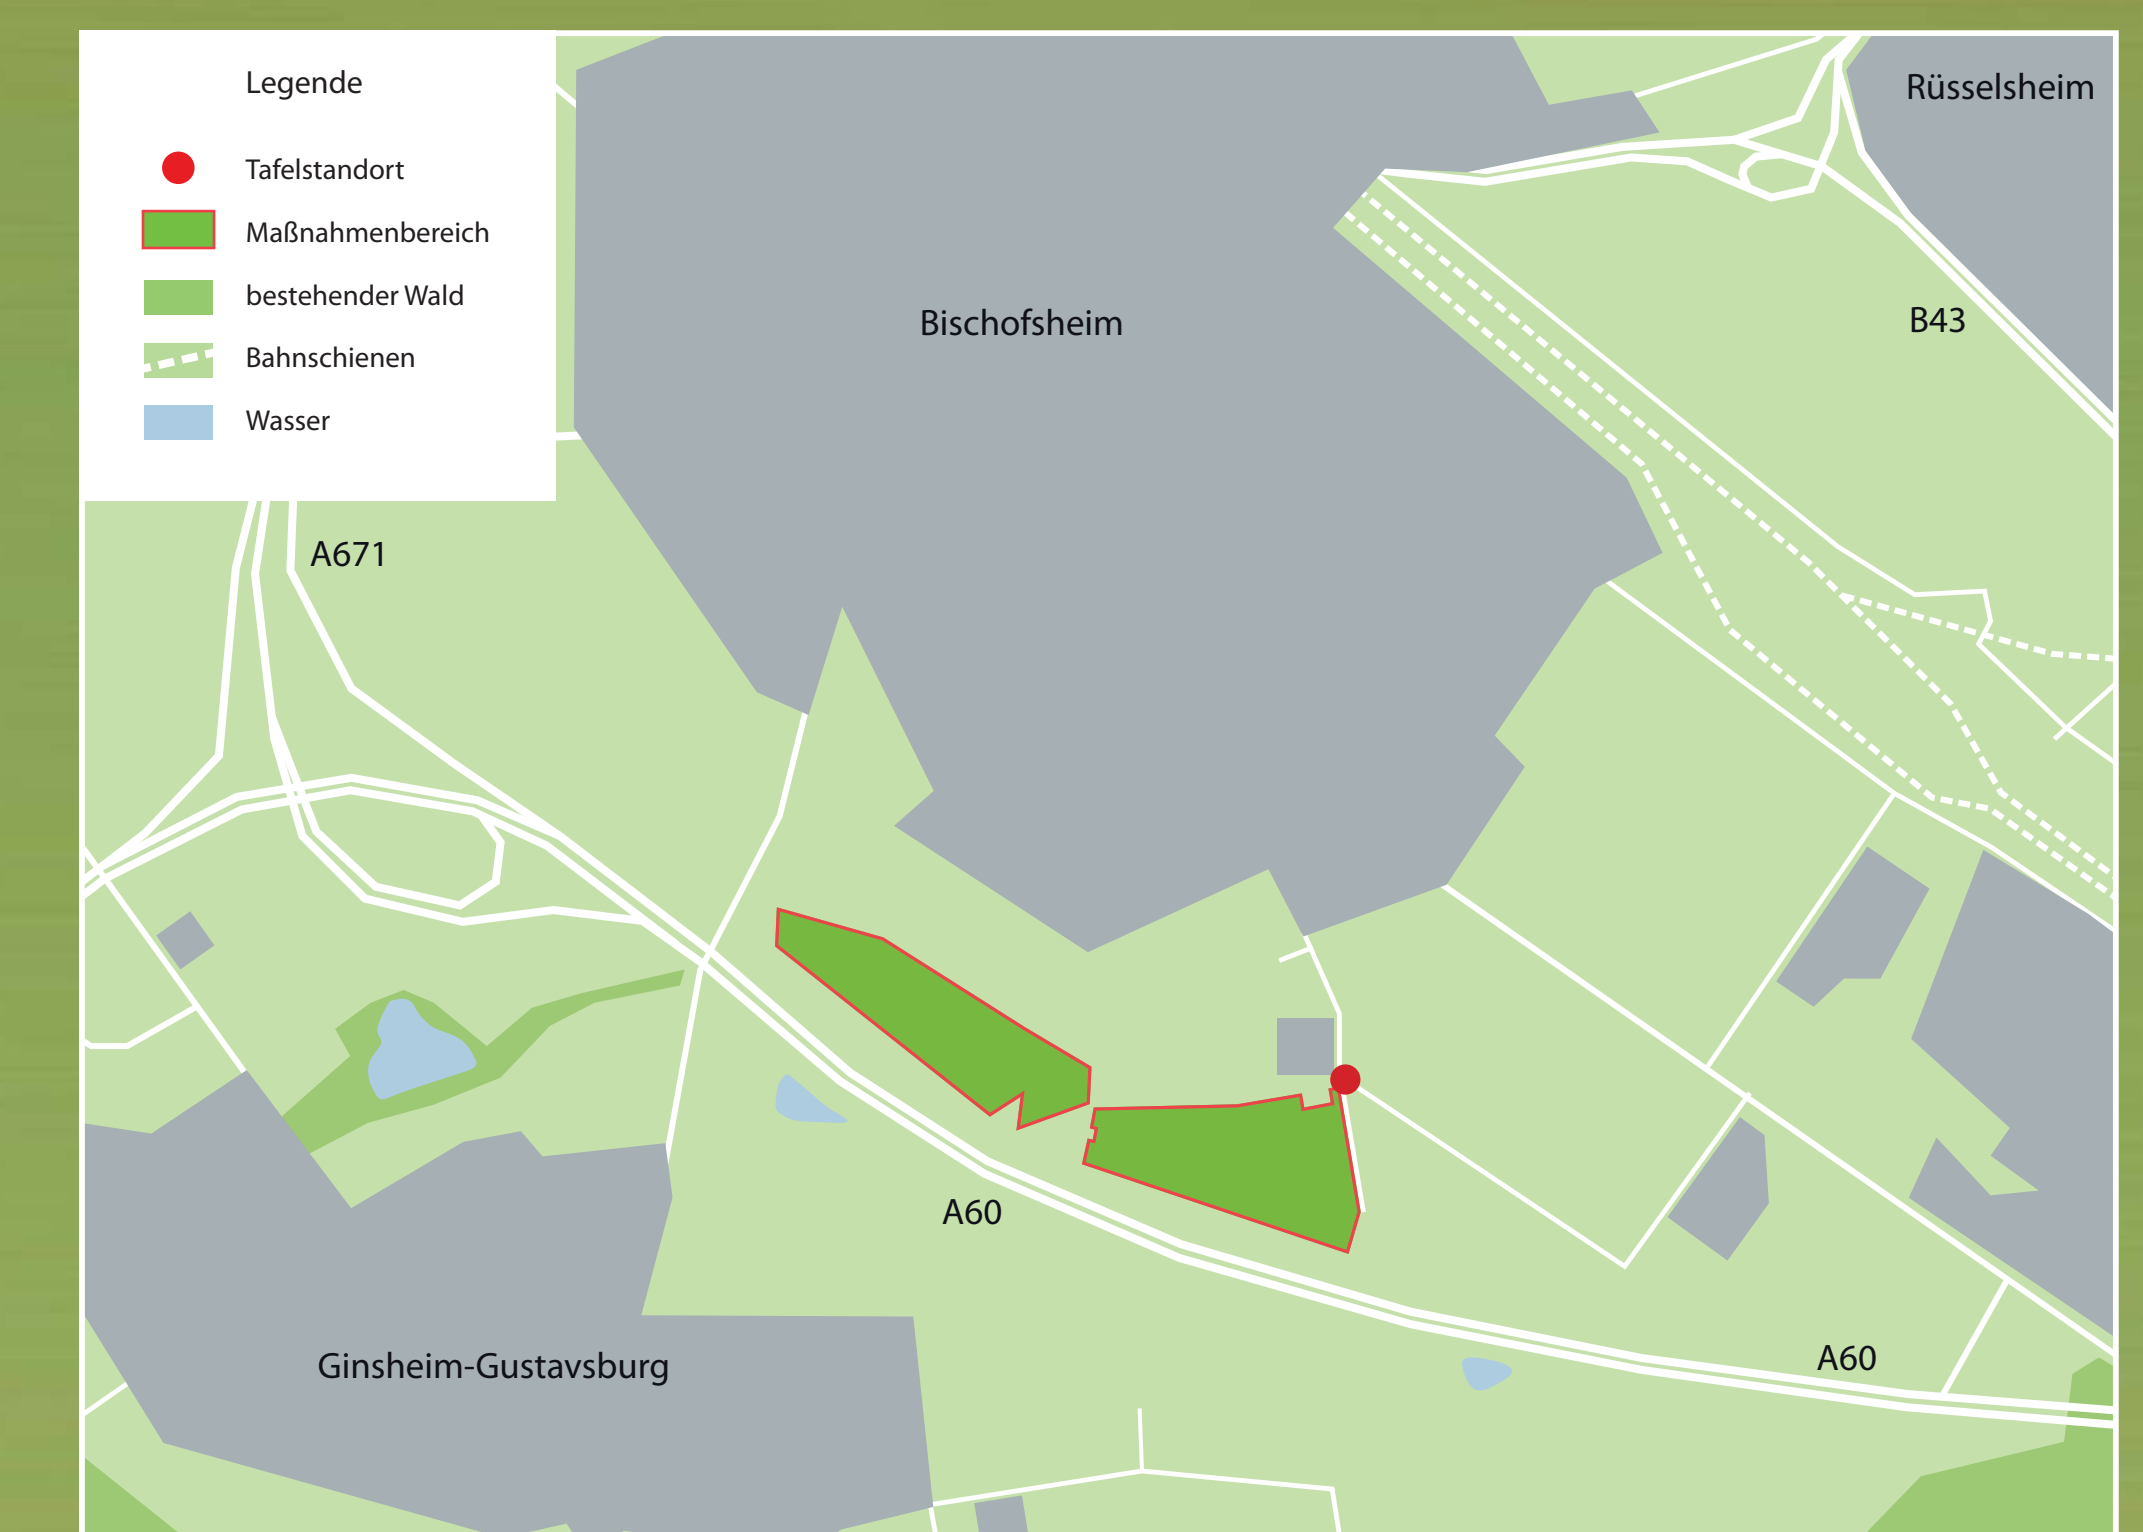 Legende
Tafelstandort
Maßnahmenbereich
bestehender Wald
Bahnschienen
Wasser
Rüsselsheim
Bischofsheim
B43
A671
A60
Ginsheim-Gustavsburg
A60